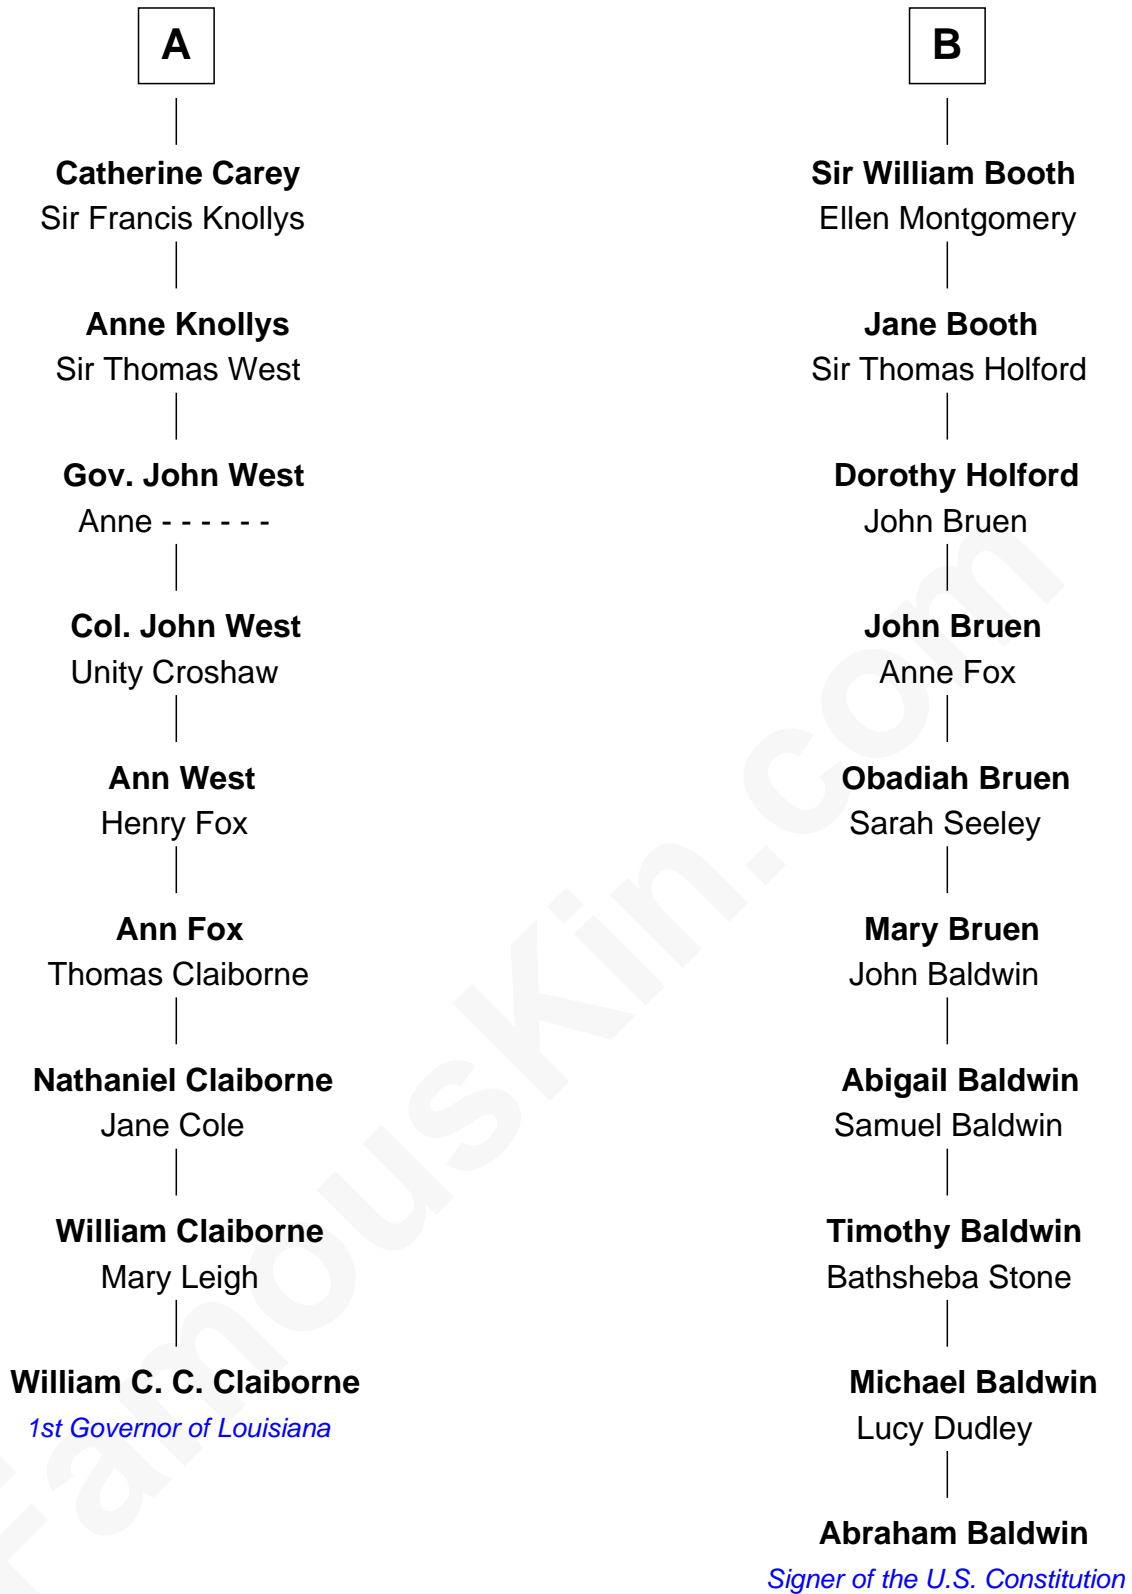 A
Catherine Carey
Sir Francis Knollys
Anne Knollys
Sir Thomas West
Gov. John West
Anne - - - - - -
Col. John West
Unity Croshaw
Ann West
Henry Fox
Ann Fox
Thomas Claiborne
Nathaniel Claiborne
Jane Cole
William Claiborne
Mary Leigh
William C. C. Claiborne
1st Governor of Louisiana
B
Sir William Booth
Ellen Montgomery
Jane Booth
Sir Thomas Holford
Dorothy Holford
John Bruen
John Bruen
Anne Fox
Obadiah Bruen
Sarah Seeley
Mary Bruen
John Baldwin
Abigail Baldwin
Samuel Baldwin
Timothy Baldwin
Bathsheba Stone
Michael Baldwin
Lucy Dudley
Abraham Baldwin
Signer of the U.S. Constitution
FamousKin.com